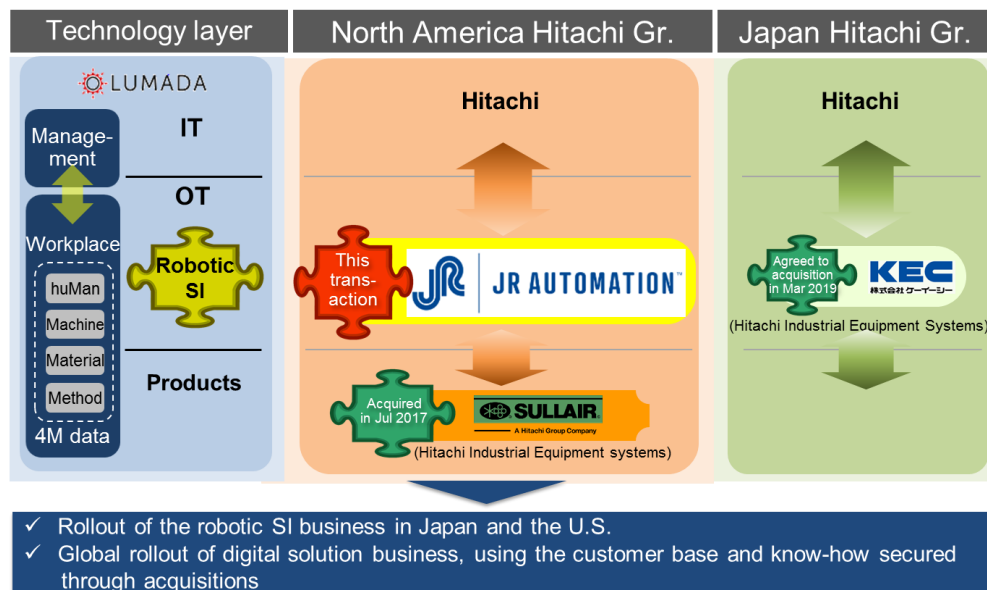 Technology layer
North America Hitachi Gr.
Japan Hitachi Gr.
LUMADA
Manage-
ment
IT
OT
Workplace
huMan
Machine
Material
Method
4M data
Robotic
SI
Products
Hitachi
This
trans-
action
JR
JR AUTOMATION™
Acquired
in Jul 2017
SULLAIR®
A Hitachi Group Company
(Hitachi Industrial Equipment systems)
Hitachi
Agreed to
acquisition
in Mar 2019
KEC
株式会社 ケーイーシー
(Hitachi Industrial Equipment Systems)
✓ Rollout of the robotic SI business in Japan and the U.S.
✓ Global rollout of digital solution business, using the customer base and know-how secured
through acquisitions